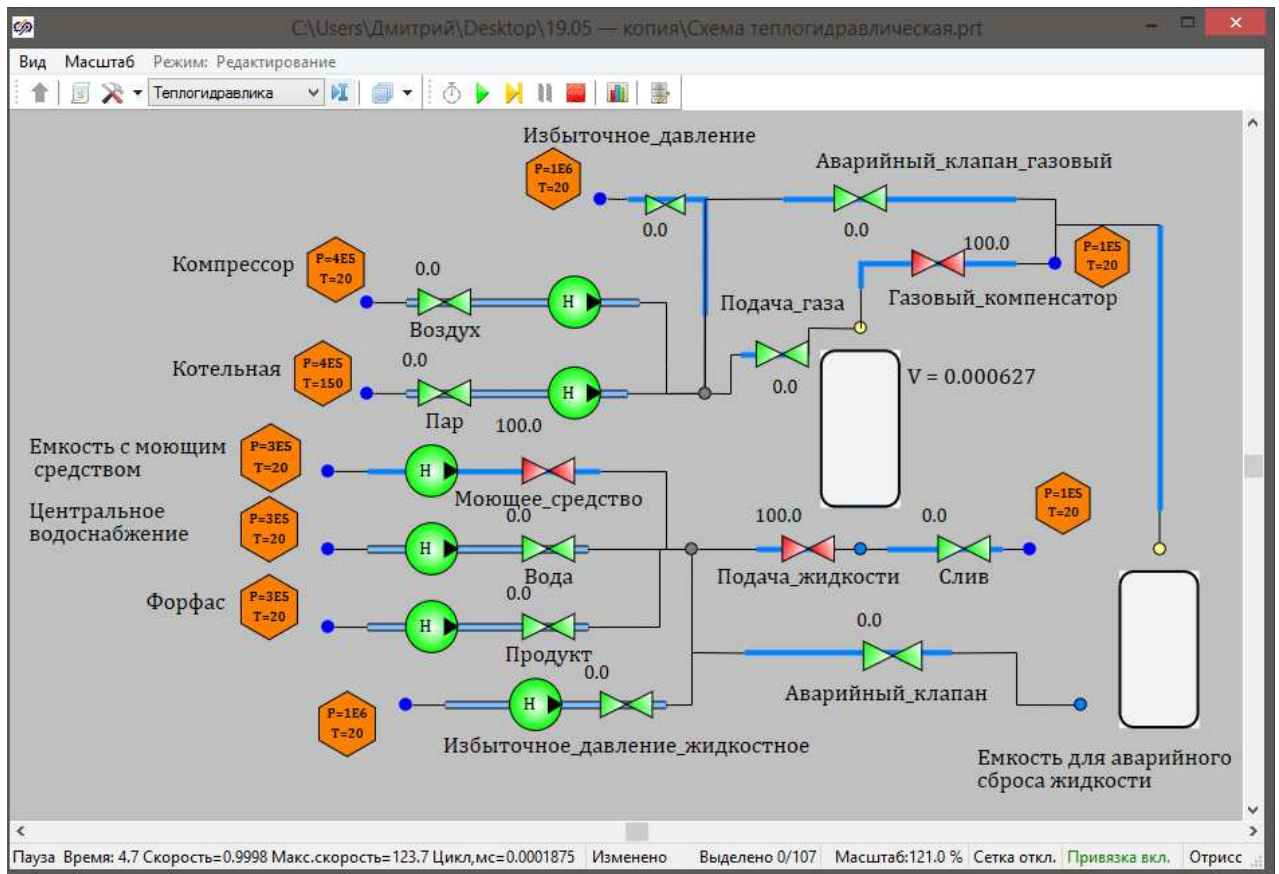 C:\Users\Дмитрий\Desktop\19.05 — копия\Схема теплогидравлическая.prt
Вид Масштаб Режим: Редактирование
Теплогидравлика
Избыточное_давление
P=1E6
T=20
0.0
Аварийный_клапан_газовый
0.0
100.0
P=1E5
T=20
Газовый_компенсатор
Компрессор
P=4E5
T=20
0.0
Н
Воздух
Подача_газа
0.0
Котельная
P=4E5
T=150
0.0
Н
Пар
V = 0.000627
100.0
Емкость с моющим
средством
P=3E5
T=20
Н
Моющее_средство
Центральное
водоснабжение
P=3E5
T=20
Н
0.0
Вода
100.0
Подача_жидкости
0.0
Слив
P=1E5
T=20
Форфас
P=3E5
T=20
Н
0.0
Продукт
0.0
Аварийный_клапан
P=1E6
T=20
Н
0.0
Избыточное_давление_жидкостное
Емкость для аварийного
сброса жидкости
Пауза Время: 4.7 Скорость=0.9998 Макс.скорость=123.7 Цикл,мс=0.0001875 Изменено Выделено 0/107 Масштаб:121.0 % Сетка откл. Привязка вкл. Отрисс